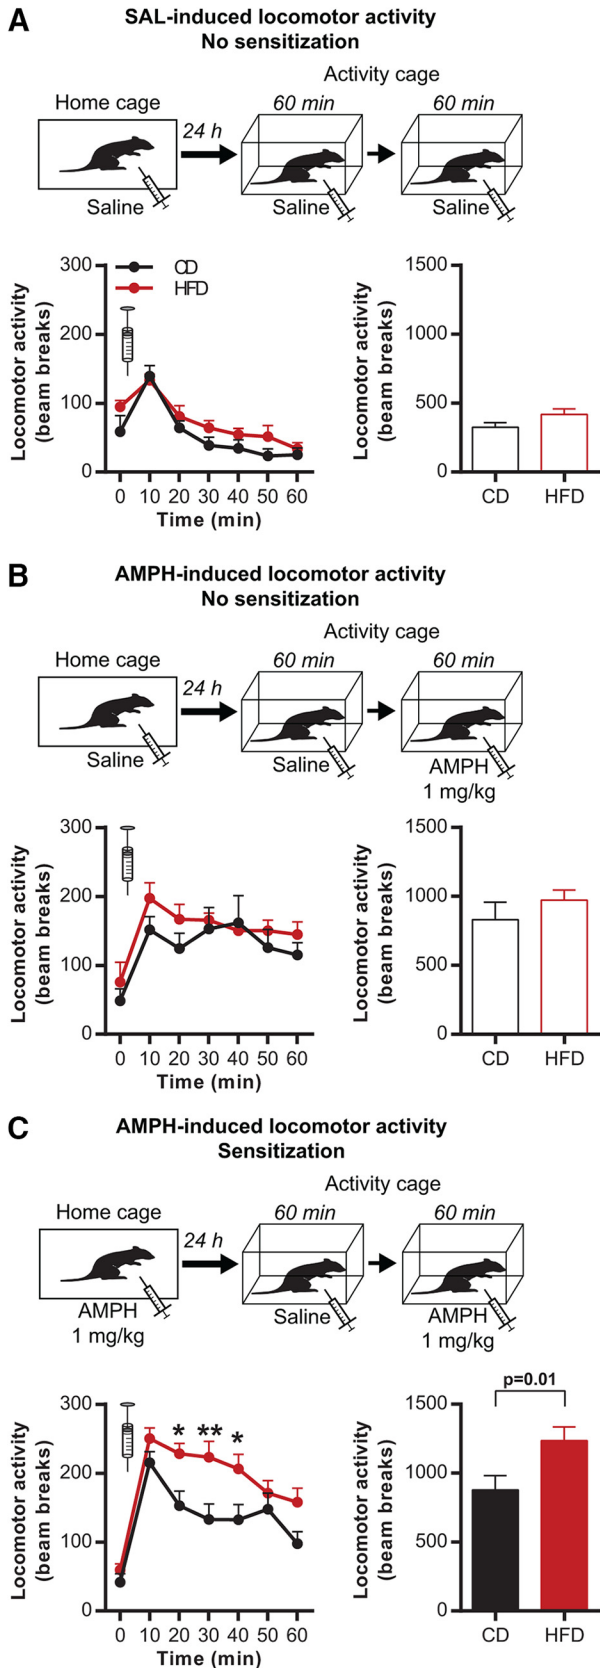 A
SAL-induced locomotor activity
No sensitization
Activity cage
Home cage
60 min
60 min
24 h
Saline
Saline
Saline
Locomotor activity
(beam breaks)
300
200
100
0
CD
HFD
0 10 20 30 40 50 60
Time (min)
Locomotor activity
(beam breaks)
1500
1000
500
0
CD
HFD
B
AMPH-induced locomotor activity
No sensitization
Activity cage
Home cage
60 min
60 min
24 h
Saline
Saline
AMPH
1 mg/kg
Locomotor activity
(beam breaks)
300
200
100
0
0 10 20 30 40 50 60
Time (min)
Locomotor activity
(beam breaks)
1500
1000
500
0
CD
HFD
C
AMPH-induced locomotor activity
Sensitization
Activity cage
Home cage
60 min
60 min
24 h
AMPH
1 mg/kg
Saline
AMPH
1 mg/kg
Locomotor activity
(beam breaks)
300
200
100
0
* ** *
0 10 20 30 40 50 60
Time (min)
Locomotor activity
(beam breaks)
p=0.01
1500
1000
500
0
CD
HFD